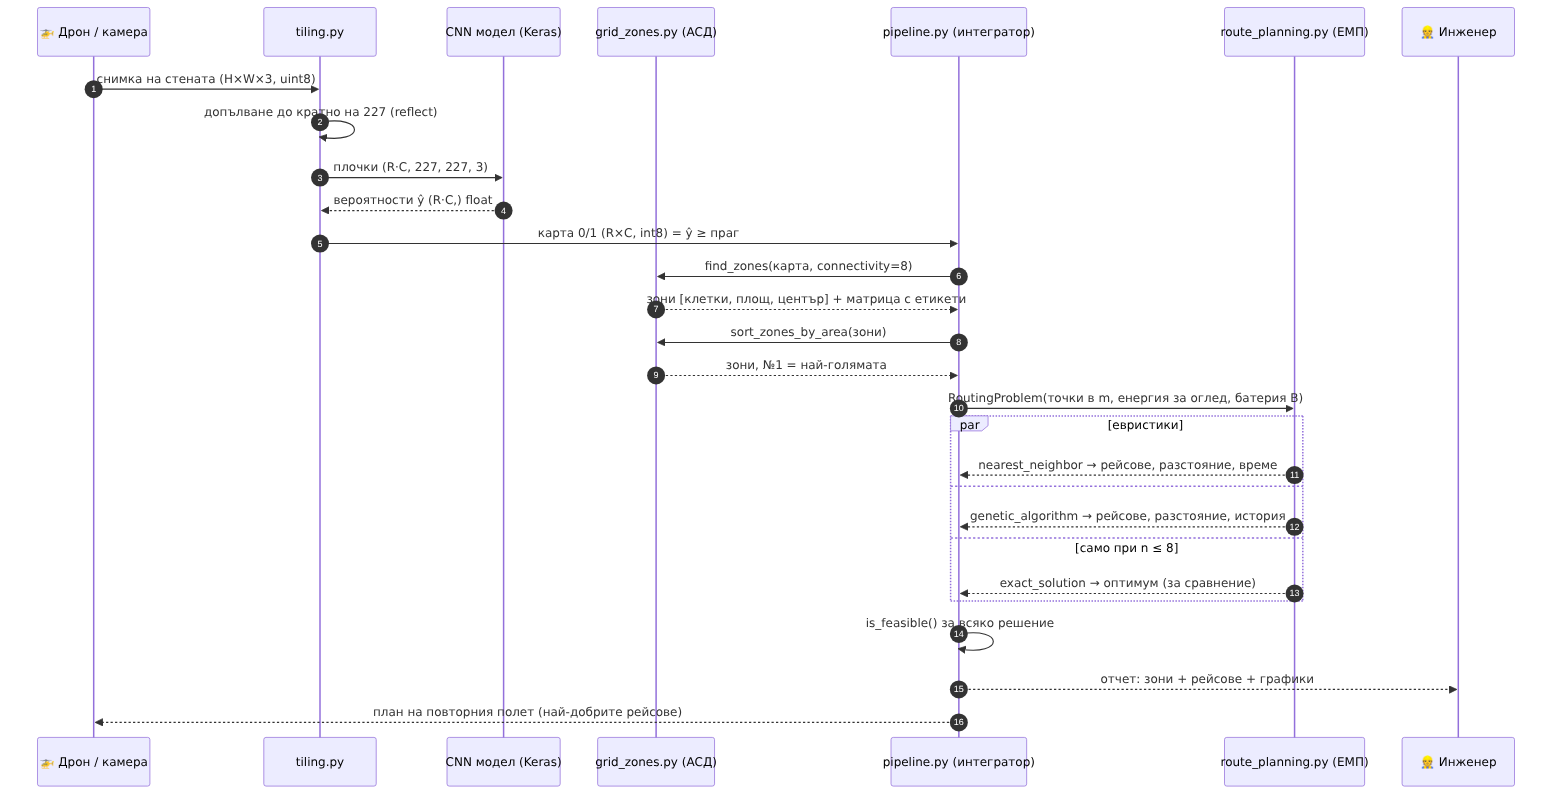 🚁 Дрон / камера
tiling.py
CNN модел (Keras)
grid_zones.py (АСД)
pipeline.py (интегратор)
route_planning.py (ЕМП)
👷 Инженер
1 снимка на стената (H×W×3, uint8)
2 допълване до кратно на 227 (reflect)
3 плочки (R·C, 227, 227, 3)
4 вероятности ŷ (R·C,) float
5 карта 0/1 (R×C, int8) = ŷ ≥ праг
6 find_zones(карта, connectivity=8)
7 зони [клетки, площ, център] + матрица с етикети
8 sort_zones_by_area(зони)
9 зони, №1 = най-голямата
10 RoutingProblem(точки в m, енергия за оглед, батерия B)
par [евристики]
11 nearest_neighbor → рейсове, разстояние, време
12 genetic_algorithm → рейсове, разстояние, история
[само при n ≤ 8]
13 exact_solution → оптимум (за сравнение)
14 is_feasible() за всяко решение
15 отчет: зони + рейсове + графики
16 план на повторния полет (най-добрите рейсове)
🚁 Дрон / камера
tiling.py
CNN модел (Keras)
grid_zones.py (АСД)
pipeline.py (интегратор)
route_planning.py (ЕМП)
👷 Инженер